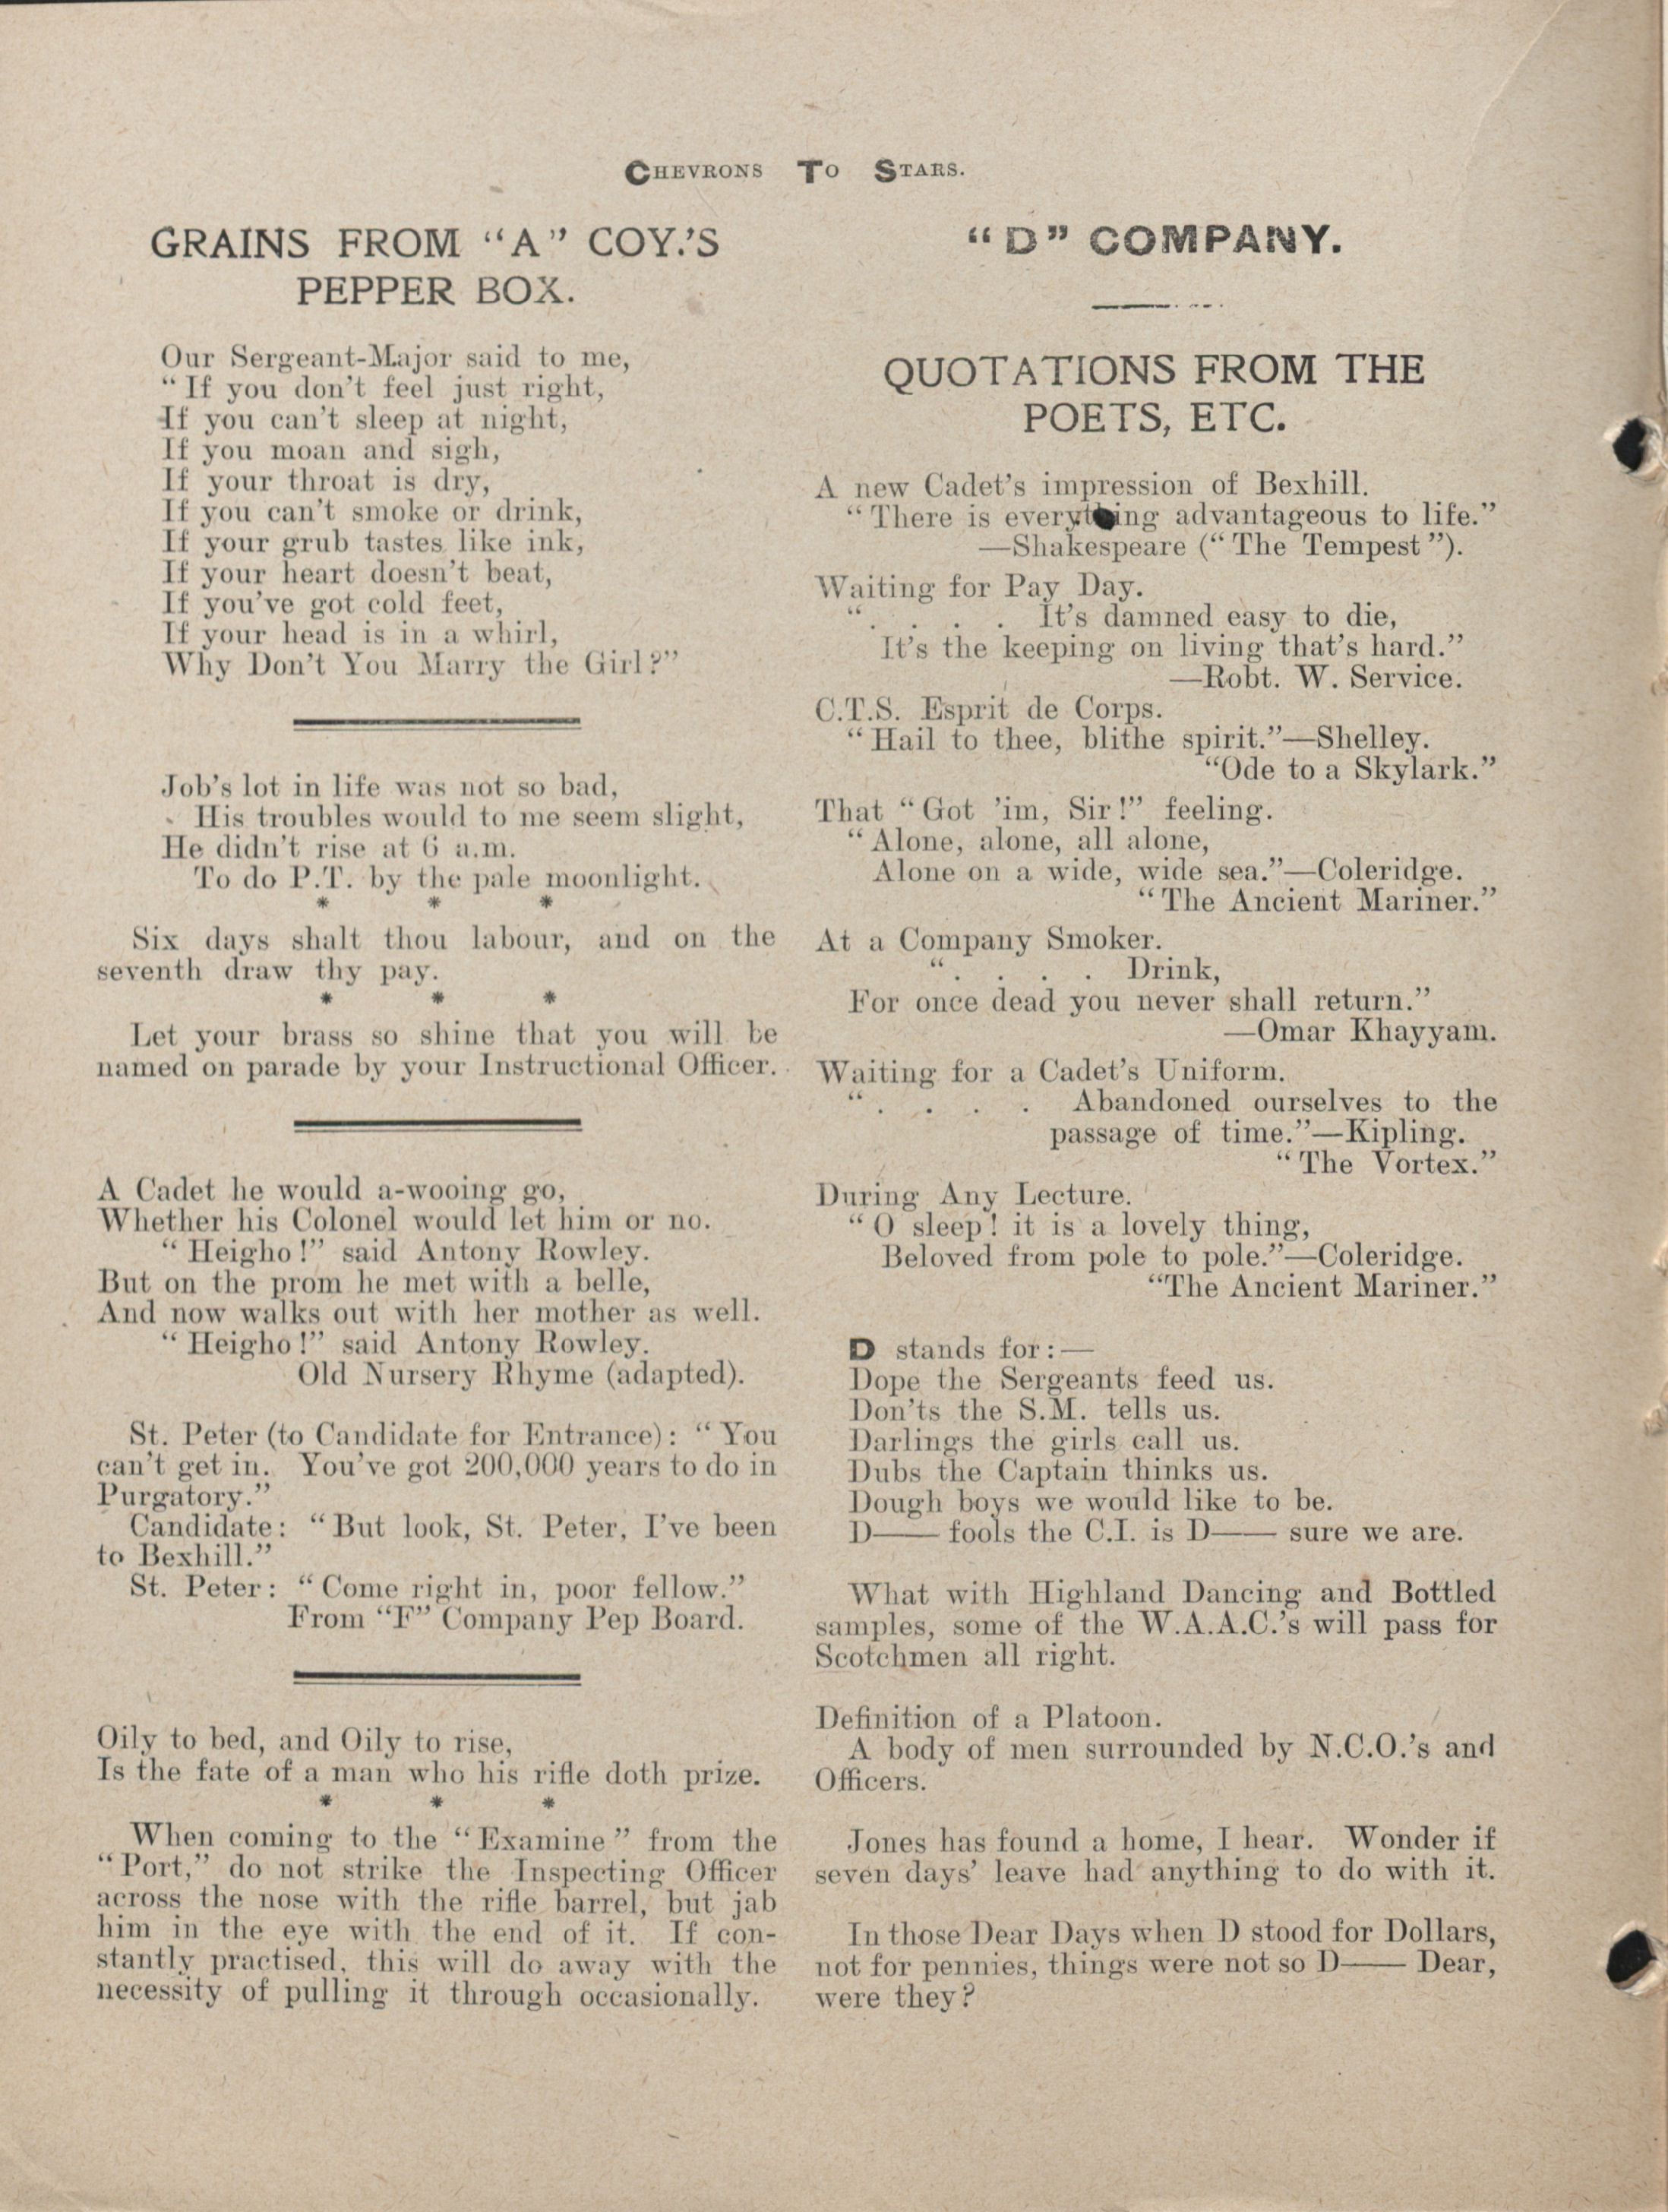 CHEVRONS TO STARS.
GRAINS FROM "A" COY.'S
PEPPER BOX.
Our Sergeant-Major said to me,
"If you don't feel just right,
If you can't sleep at night,
If you moan and sigh,
If your throat is dry,
If you can't smoke or drink,
If your grub tastes like ink,
If your heart doesn't beat,
If you've got cold feet,
If your head is in a whirl,
Why Don't You Marry the Girl?"
Job's lot in life was not so bad,
His troubles would to me seem slight,
He didn't rise at 6 a.m.
To do P.T. by the pale moonlight.
* * *
Six days shalt thou labour, and on the
seventh draw thy pay.
* * *
Let your brass so shine that you will be
named on parade by your Instructional Officer.
A Cadet he would a-wooing go,
Whether his Colonel would let him or no.
"Heigho!" said Antony Rowley.
But on the prom he met with a belle,
And now walks out with her mother as well.
"Heigho!" said Antony Rowley.
Old Nursery Rhyme (adapted).
St. Peter (to Candidate for Entrance): "You
can't get in. You've got 200,000 years to do in
Purgatory."
Candidate: "But look, St. Peter, I've been
to Bexhill."
St. Peter: "Come right in, poor fellow."
From "F" Company Pep Board.
Oily to bed, and Oily to rise,
Is the fate of a man who his rifle doth prize.
* * *
When coming to the "Examine" from the
"Port," do not strike the Inspecting Officer
across the nose with the rifle barrel, but jab
him in the eye with the end of it. If con-
stantly practised, this will do away with the
necessity of pulling it through occasionally.
"D" COMPANY.
QUOTATIONS FROM THE
POETS, ETC.
A new Cadet's impression of Bexhill.
"There is everything advantageous to life."
—Shakespeare ("The Tempest").
Waiting for Pay Day.
". . . . It's damned easy to die,
It's the keeping on living that's hard."
—Robt. W. Service.
C.T.S. Esprit de Corps.
"Hail to thee, blithe spirit."—Shelley.
"Ode to a Skylark."
That "Got 'im, Sir!" feeling.
"Alone, alone, all alone,
Alone on a wide, wide sea."—Coleridge.
"The Ancient Mariner."
At a Company Smoker.
". . . . Drink,
For once dead you never shall return."
—Omar Khayyam.
Waiting for a Cadet's Uniform.
". . . . Abandoned ourselves to the
passage of time."—Kipling.
"The Vortex."
During Any Lecture.
"O sleep! it is a lovely thing,
Beloved from pole to pole."—Coleridge.
"The Ancient Mariner."
D stands for:—
Dope the Sergeants feed us.
Don'ts the S.M. tells us.
Darlings the girls call us.
Dubs the Captain thinks us.
Dough boys we would like to be.
D—— fools the C.I. is D—— sure we are.
What with Highland Dancing and Bottled
samples, some of the W.A.A.C.'s will pass for
Scotchmen all right.
Definition of a Platoon.
A body of men surrounded by N.C.O.'s and
Officers.
Jones has found a home, I hear. Wonder if
seven days' leave had anything to do with it.
In those Dear Days when D stood for Dollars,
not for pennies, things were not so D—— Dear,
were they?